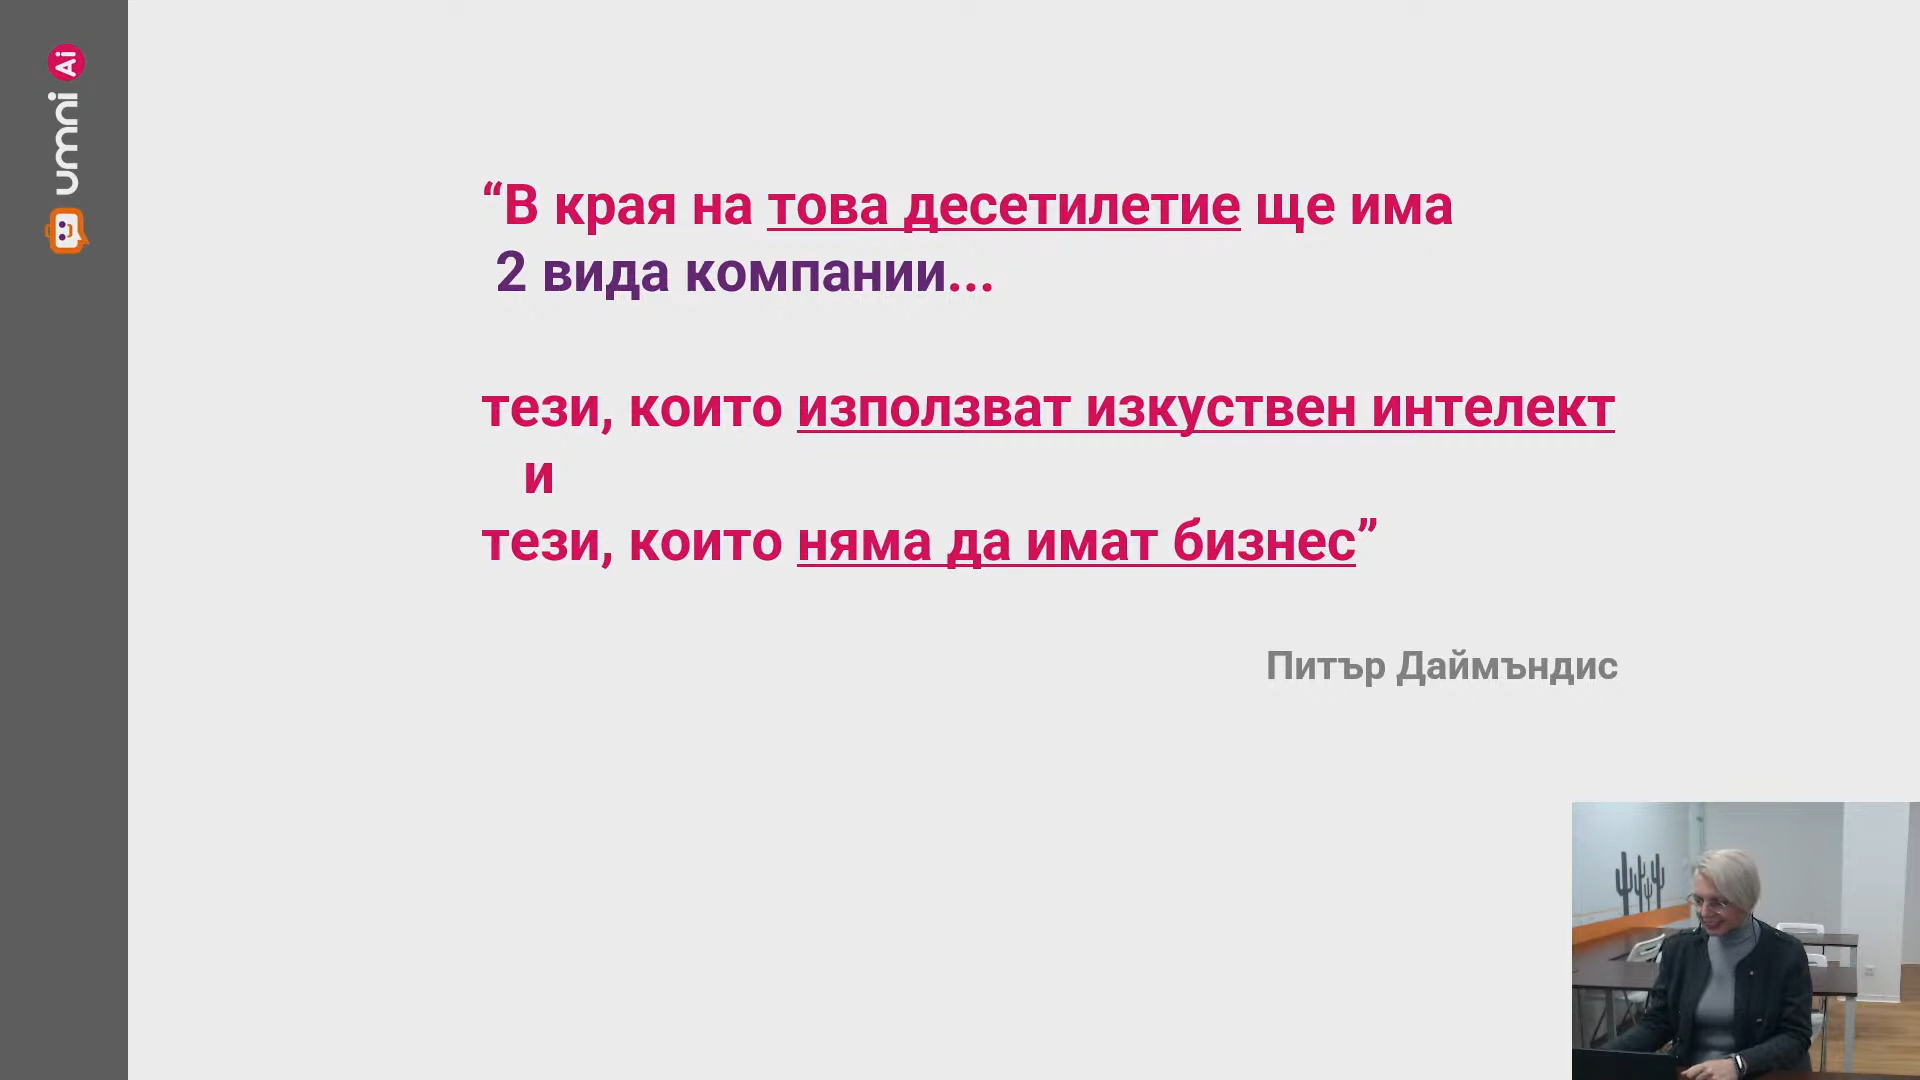 umni Ai
“В края на това десетилетие ще има
2 вида компании...
тези, които използват изкуствен интелект
и
тези, които няма да имат бизнес”
Питър Даймъндис